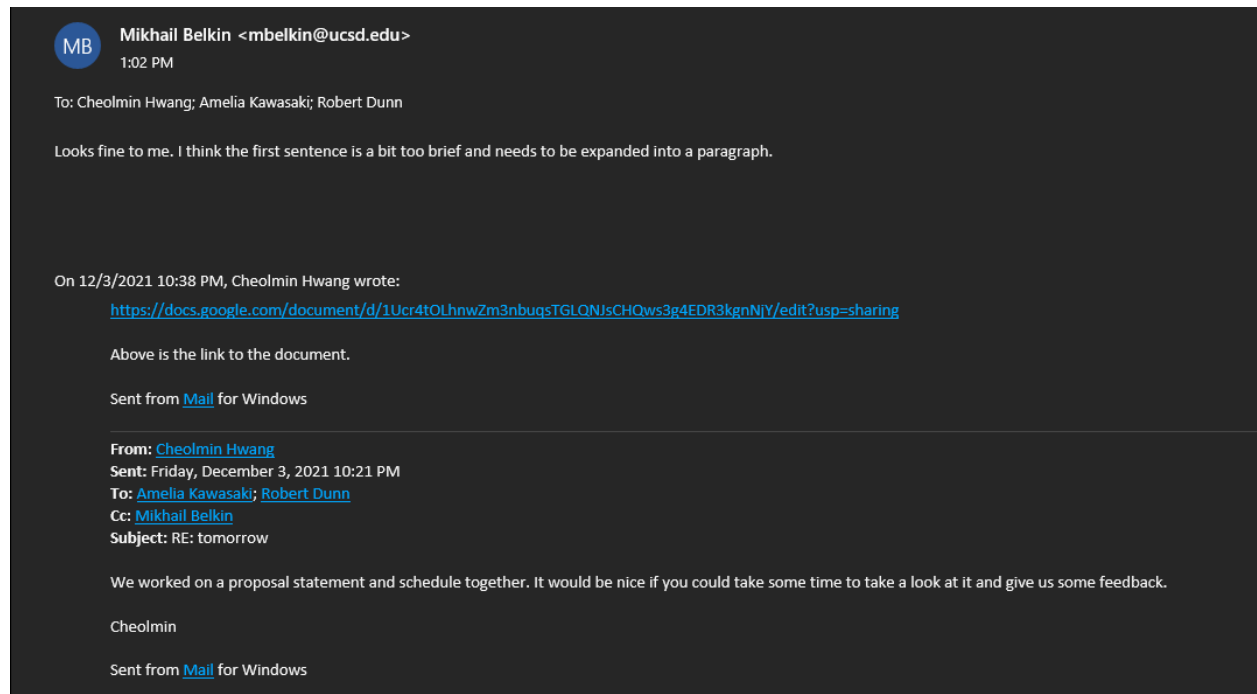 MB
Mikhail Belkin <mbelkin@ucsd.edu>
1:02 PM
To: Cheolmin Hwang; Amelia Kawasaki; Robert Dunn
Looks fine to me. I think the first sentence is a bit too brief and needs to be expanded into a paragraph.
On 12/3/2021 10:38 PM, Cheolmin Hwang wrote:
https://docs.google.com/document/d/1Ucr4tOLhnwZm3nbuqsTGLQNJsCHQws3g4EDR3kgnNjY/edit?usp=sharing
Above is the link to the document.
Sent from Mail for Windows
From: Cheolmin Hwang
Sent: Friday, December 3, 2021 10:21 PM
To: Amelia Kawasaki; Robert Dunn
Cc: Mikhail Belkin
Subject: RE: tomorrow
We worked on a proposal statement and schedule together. It would be nice if you could take some time to take a look at it and give us some feedback.
Cheolmin
Sent from Mail for Windows